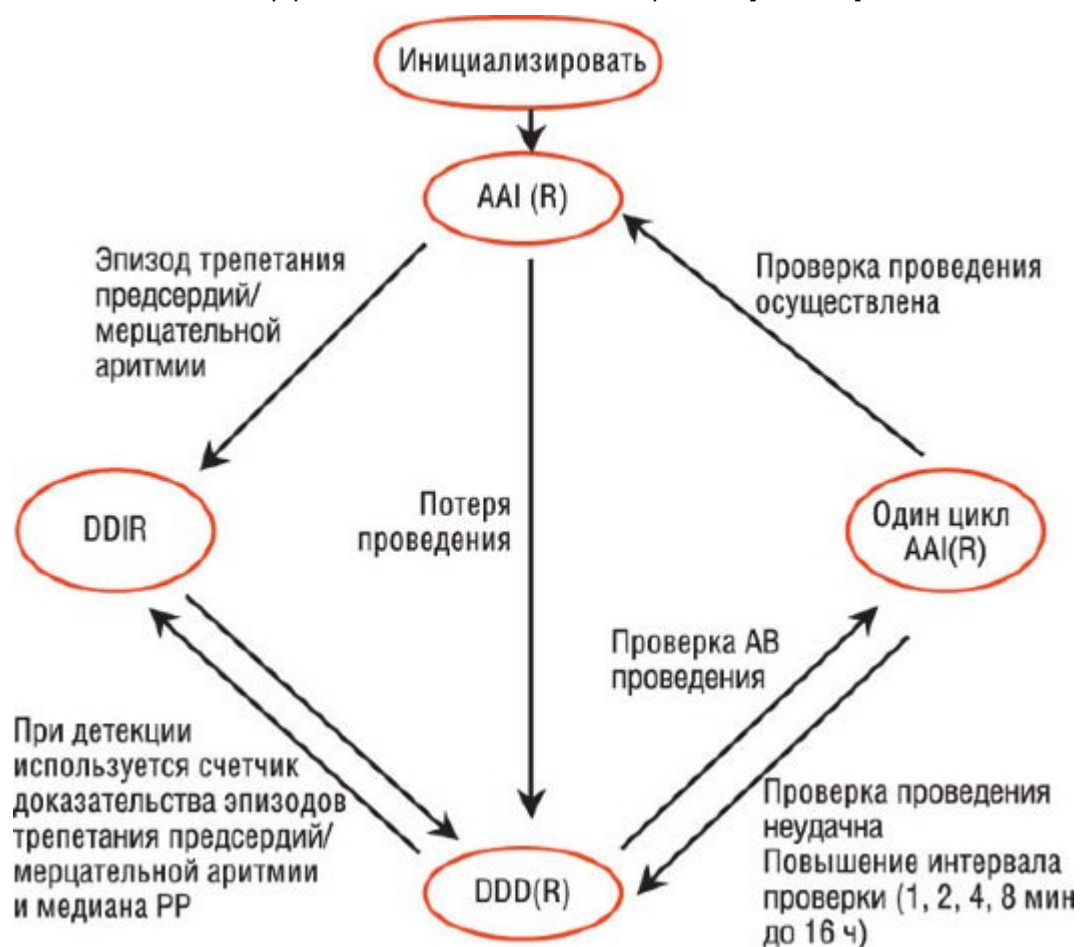 Инициализировать
AAI (R)
Эпизод трепетания
предсердий/
мерцательной
аритмии
Проверка проведения
осуществлена
DDIR
Потеря
проведения
Один цикл
AAI(R)
Проверка АВ
проведения
При детекции
используется счетчик
доказательства эпизодов
трепетания предсердий/
мерцательной аритмии
и медиана РР
DDD(R)
Проверка проведения
неудачна
Повышение интервала
проверки (1, 2, 4, 8 мин
до 16 ч)